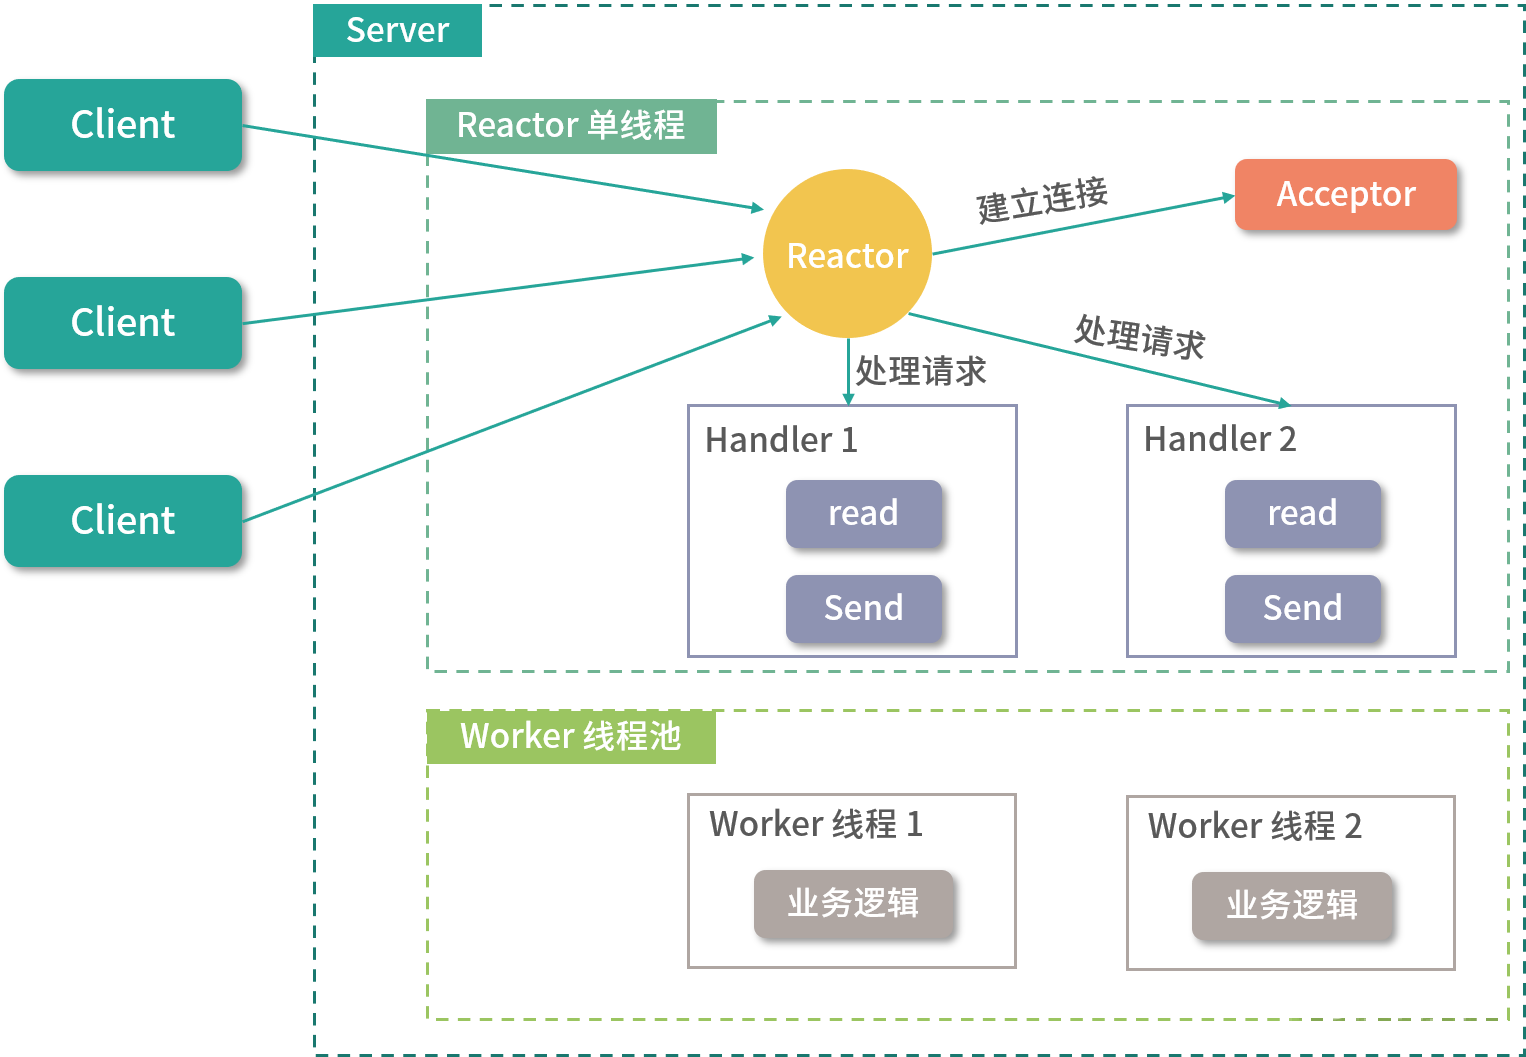 Server
Client
Client
Client
Reactor 单线程
Reactor
建立连接
Acceptor
处理请求
处理请求
Handler 1
read
Send
Handler 2
read
Send
Worker 线程池
Worker 线程 1
业务逻辑
Worker 线程 2
业务逻辑